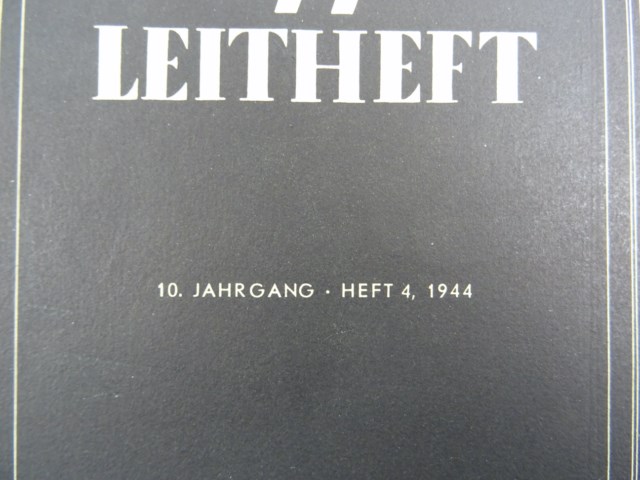 LEITHEFT
10. JAHRGANG · HEFT 4, 1944